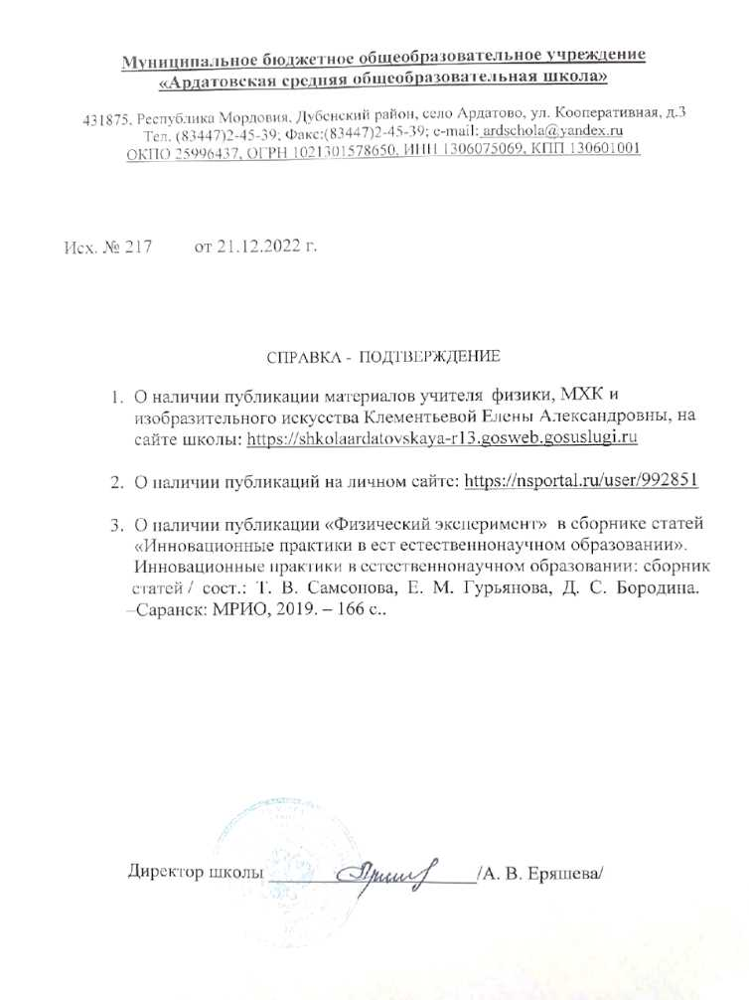 Муниципальное бюджетное общеобразовательное учреждение
«Ардатовская средняя общеобразовательная школа»
431875, Республика Мордовия, Дубенский район, село Ардатово, ул. Кооперативная, д.3
Тел. (83447)2-45-39; Факс:(83447)2-45-39; e-mail: ardschola@yandex.ru
ОКПО 25996437, ОГРН 1021301578650, ИНН 1306075069, КПП 130601001
Исх. № 217 от 21.12.2022 г.
СПРАВКА - ПОДТВЕРЖДЕНИЕ
1. О наличии публикации материалов учителя физики, МХК и
изобразительного искусства Клементьевой Елены Александровны, на
сайте школы: https://shkolaardatovskaya-r13.gosweb.gosuslugi.ru
2. О наличии публикаций на личном сайте: https://nsportal.ru/user/992851
3. О наличии публикации «Физический эксперимент» в сборнике статей
«Инновационные практики в ест естественнонаучном образовании».
Инновационные практики в естественнонаучном образовании: сборник
статей / сост.: Т. В. Самсонова, Е. М. Гурьянова, Д. С. Бородина.
–Саранск: МРИО, 2019. – 166 с..
Директор школы /А. В. Еряшева/